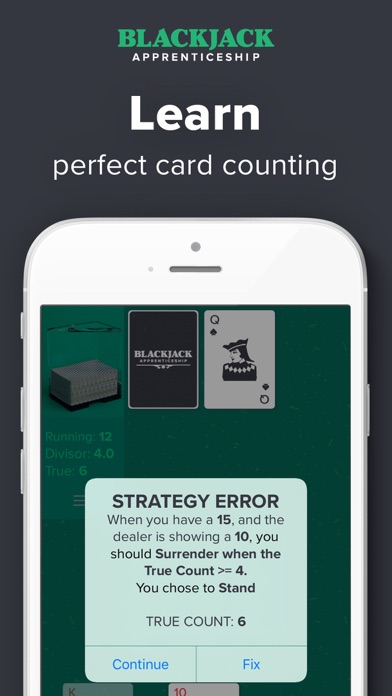 BLACKJACK
APPRENTICESHIP
Learn
perfect card counting
BLACKJACK
APPRENTICESHIP
Q
Q
Running: 12
Divisor: 4.0
True: 6
STRATEGY ERROR
When you have a 15, and the
dealer is showing a 10, you
should Surrender when the
True Count >= 4.
You chose to Stand
TRUE COUNT: 6
Continue
Fix
K
10